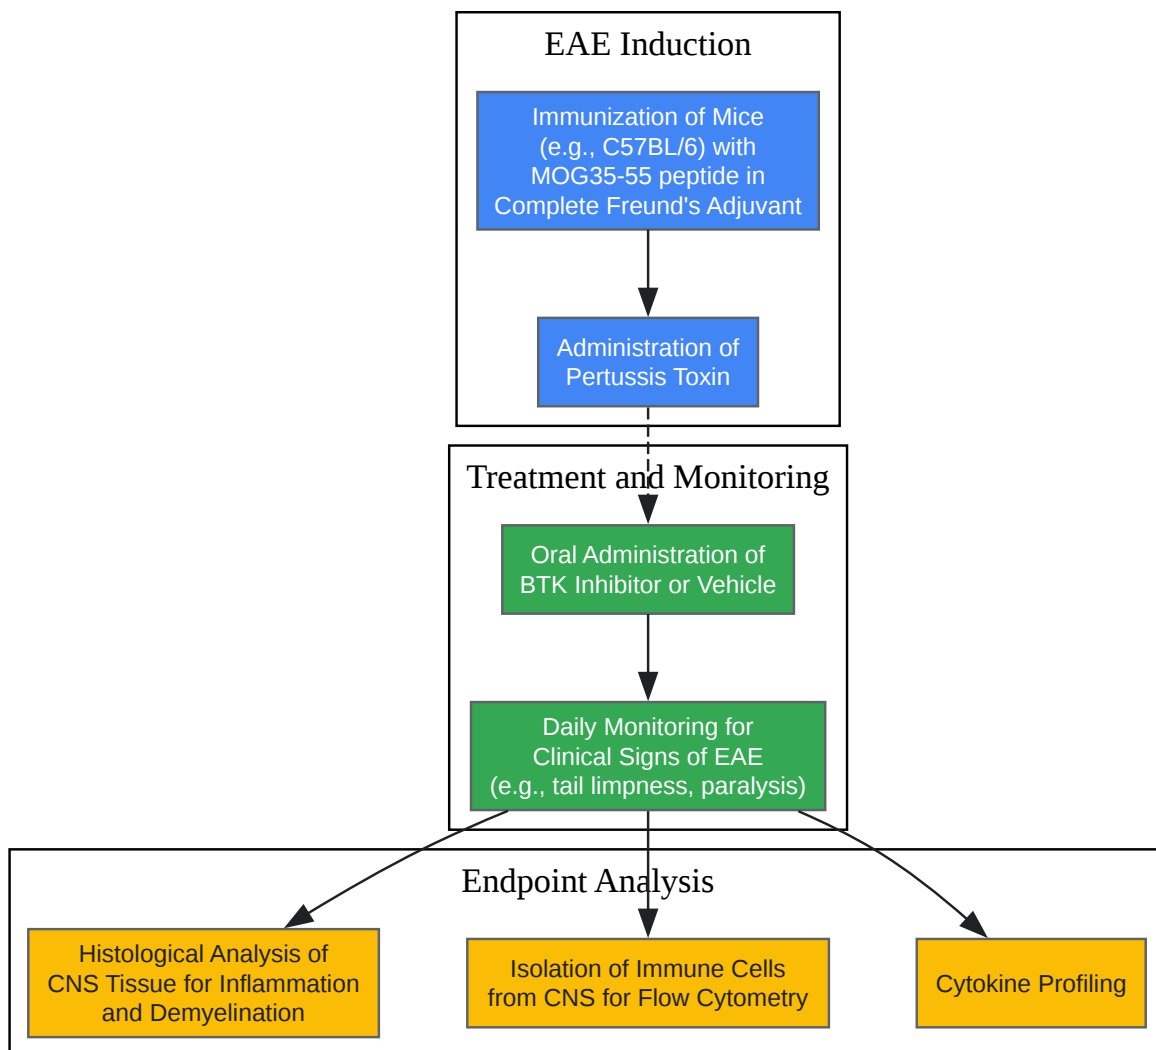 EAE Induction
Immunization of Mice
(e.g., C57BL/6) with
MOG35-55 peptide in
Complete Freund's Adjuvant
Administration of
Pertussis Toxin
Treatment and Monitoring
Oral Administration of
BTK Inhibitor or Vehicle
Daily Monitoring for
Clinical Signs of EAE
(e.g., tail limpness, paralysis)
Endpoint Analysis
Histological Analysis of
CNS Tissue for Inflammation
and Demyelination
Isolation of Immune Cells
from CNS for Flow Cytometry
Cytokine Profiling